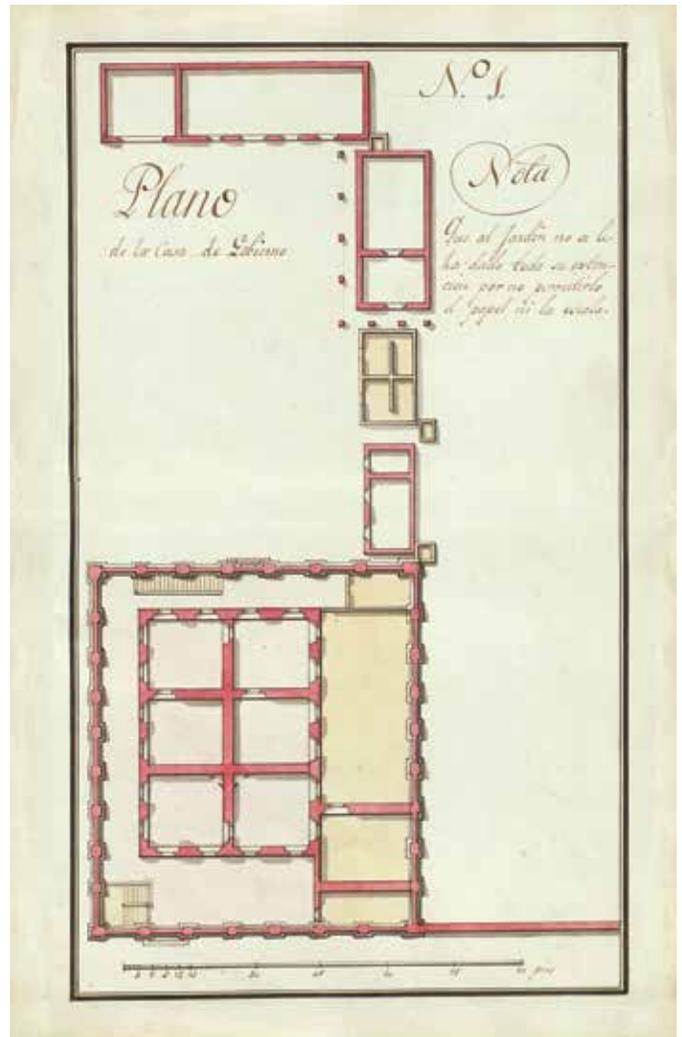 N.º 1.
Plano
de la Casa de Gobierno
Nota
Que al Jardin no se le
ha dado toda su exten-
cion por no permitirlo
el papel ni la escala.